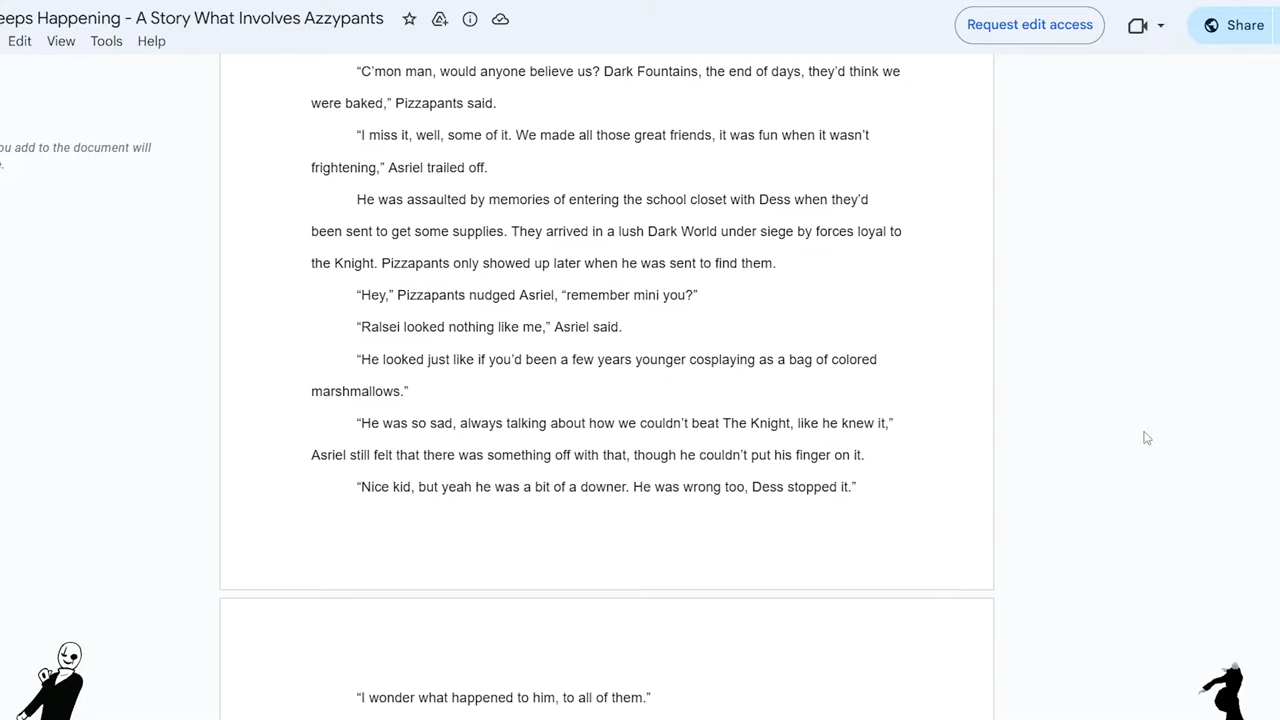 eeps Happening - A Story What Involves Azzypants
Request edit access
Share
Edit View Tools Help
“C’mon man, would anyone believe us? Dark Fountains, the end of days, they’d think we
were baked,” Pizzapants said.
“I miss it, well, some of it. We made all those great friends, it was fun when it wasn’t
ou add to the document will
e.
frightening,” Asriel trailed off.
He was assaulted by memories of entering the school closet with Dess when they’d
been sent to get some supplies. They arrived in a lush Dark World under siege by forces loyal to
the Knight. Pizzapants only showed up later when he was sent to find them.
“Hey,” Pizzapants nudged Asriel, “remember mini you?”
“Ralsei looked nothing like me,” Asriel said.
“He looked just like if you’d been a few years younger cosplaying as a bag of colored
marshmallows.”
“He was so sad, always talking about how we couldn’t beat The Knight, like he knew it,”
Asriel still felt that there was something off with that, though he couldn’t put his finger on it.
“Nice kid, but yeah he was a bit of a downer. He was wrong too, Dess stopped it.”
“I wonder what happened to him, to all of them.”